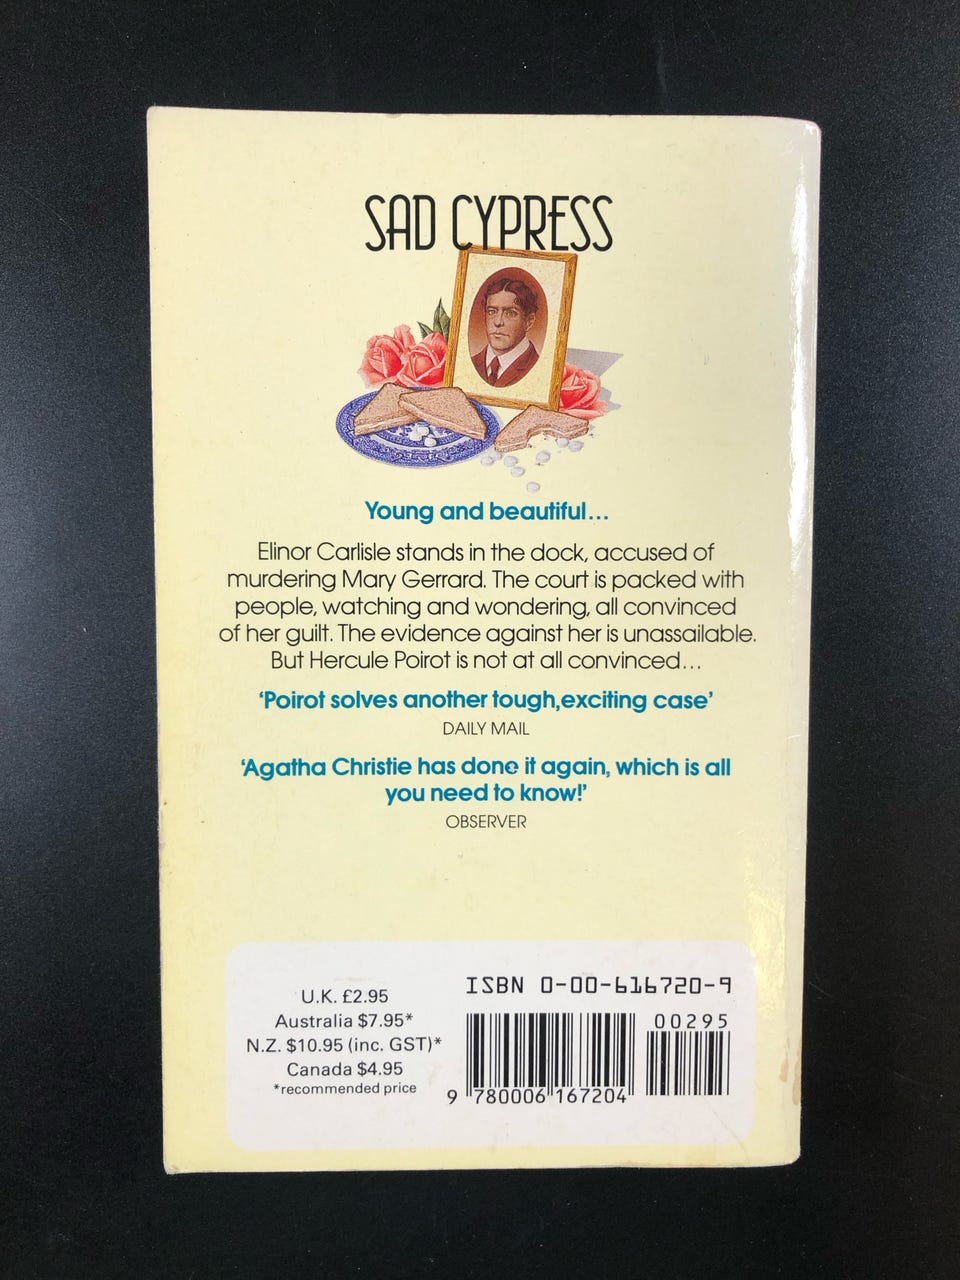 SAD CYPRESS
Young and beautiful...
Elinor Carlisle stands in the dock, accused of
murdering Mary Gerrard. The court is packed with
people, watching and wondering, all convinced
of her guilt. The evidence against her is unassailable.
But Hercule Poirot is not at all convinced...
‘Poirot solves another tough,exciting case’
DAILY MAIL
‘Agatha Christie has done it again, which is all
you need to know!’
OBSERVER
U.K. £2.95
Australia $7.95*
N.Z. $10.95 (inc. GST)*
Canada $4.95
*recommended price
ISBN 0-00-616720-9
00295
9 780006 167204